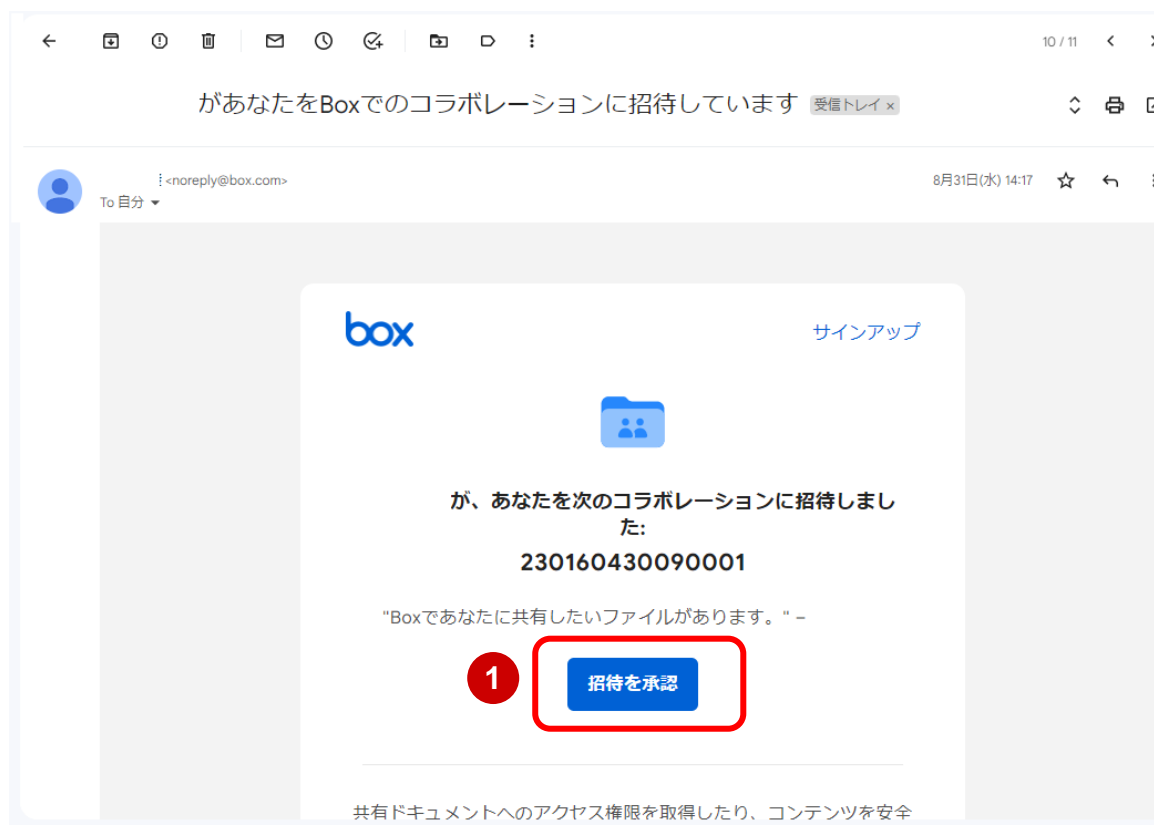 10 / 11
があなたをBoxでのコラボレーションに招待しています 受信トレイ ×
<noreply@box.com>
8月31日(水) 14:17
To 自分
box
サインアップ
が、あなたを次のコラボレーションに招待しまし
た:
230160430090001
"Boxであなたに共有したいファイルがあります。" –
1
招待を承認
共有ドキュメントへのアクセス権限を取得したり、コンテンツを安全